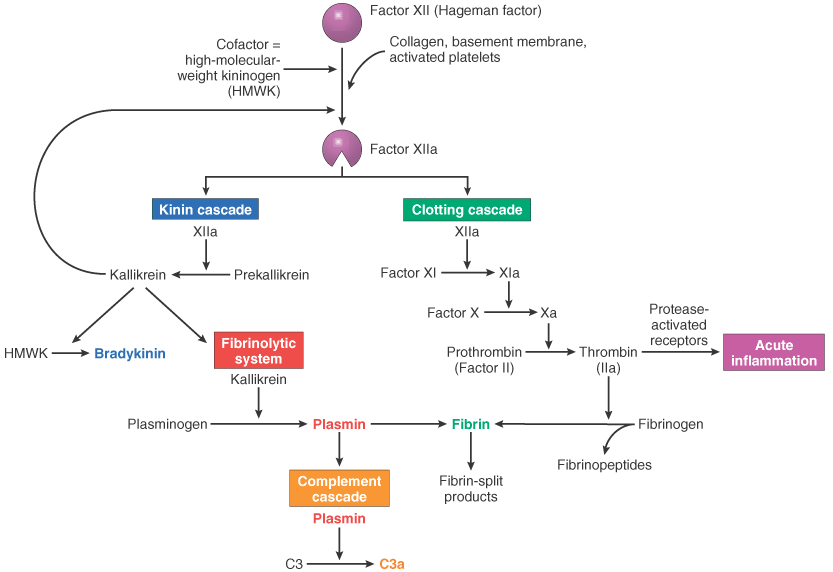 Factor XII (Hageman factor)
Cofactor =
high-molecular-
weight kininogen
(HMWK)
Collagen, basement membrane,
activated platelets
Factor XIIa
Kinin cascade
Clotting cascade
XIIa
XIIa
Kallikrein
Prekallikrein
Factor XI
XIa
Factor X
Xa
Protease-
activated
receptors
HMWK
Bradykinin
Fibrinolytic
system
Kallikrein
Prothrombin
(Factor II)
Thrombin
(IIa)
Acute
inflammation
Plasminogen
Plasmin
Fibrin
Fibrinogen
Fibrinopeptides
Fibrin-split
products
Complement
cascade
Plasmin
C3
C3a